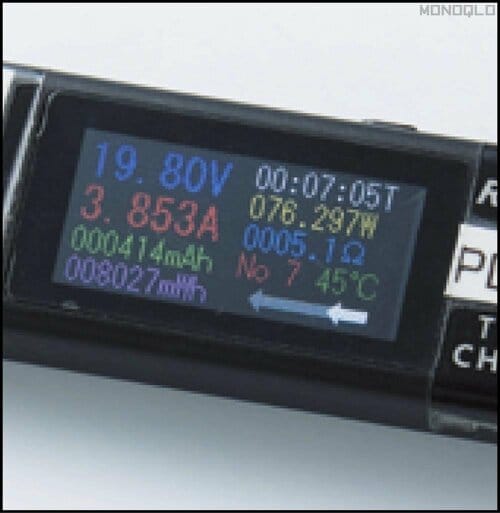 MONOQLO
19.80V
00:07:05T
3.853A
076.297W
000414mAh
0005.1Ω
008027mWh
No 7
45°C
R
PD
T
CH